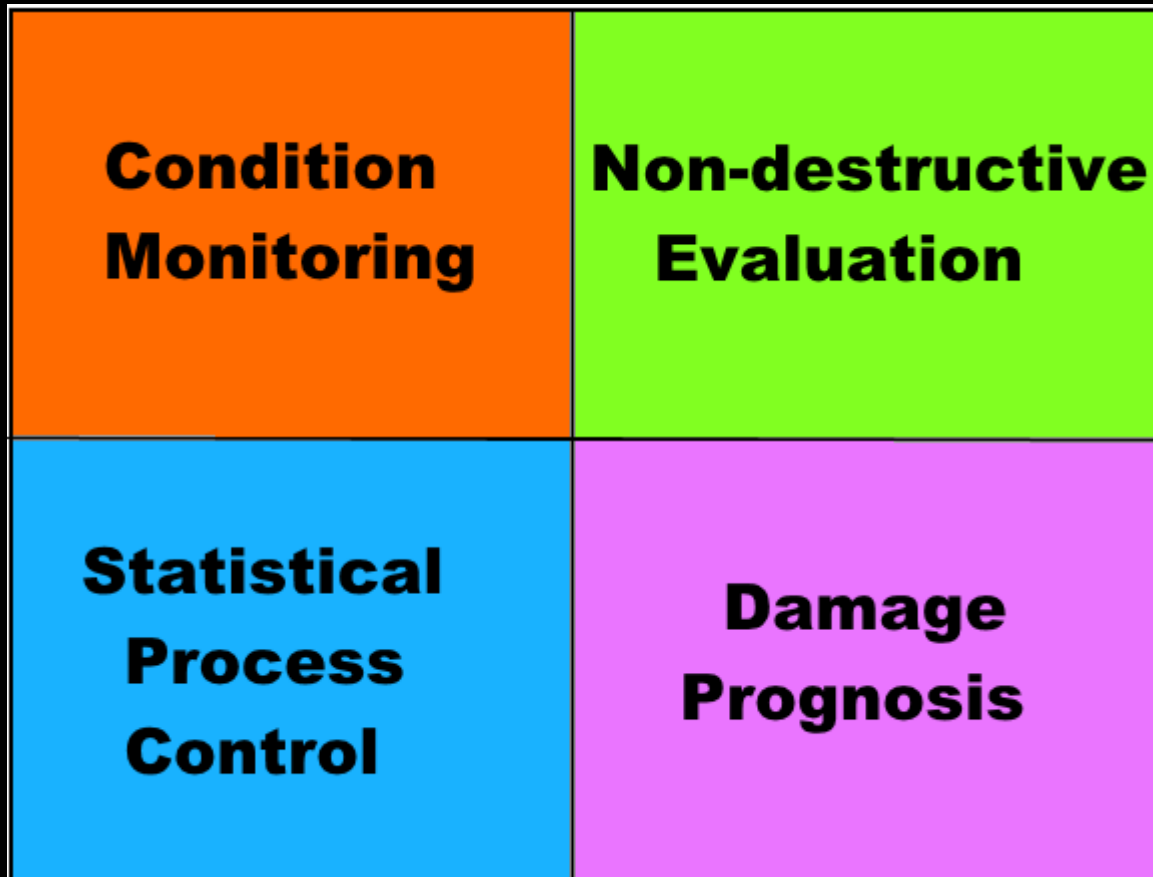 Condition
Monitoring
Non-destructive
Evaluation
Statistical
Process
Control
Damage
Prognosis